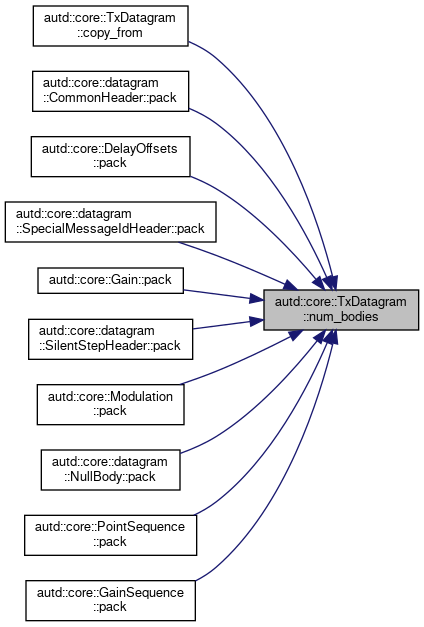 autd::core::TxDatagram
::copy_from
autd::core::datagram
::CommonHeader::pack
autd::core::DelayOffsets
::pack
autd::core::datagram
::SpecialMessageIdHeader::pack
autd::core::Gain::pack
autd::core::TxDatagram
::num_bodies
autd::core::datagram
::SilentStepHeader::pack
autd::core::Modulation
::pack
autd::core::datagram
::NullBody::pack
autd::core::PointSequence
::pack
autd::core::GainSequence
::pack